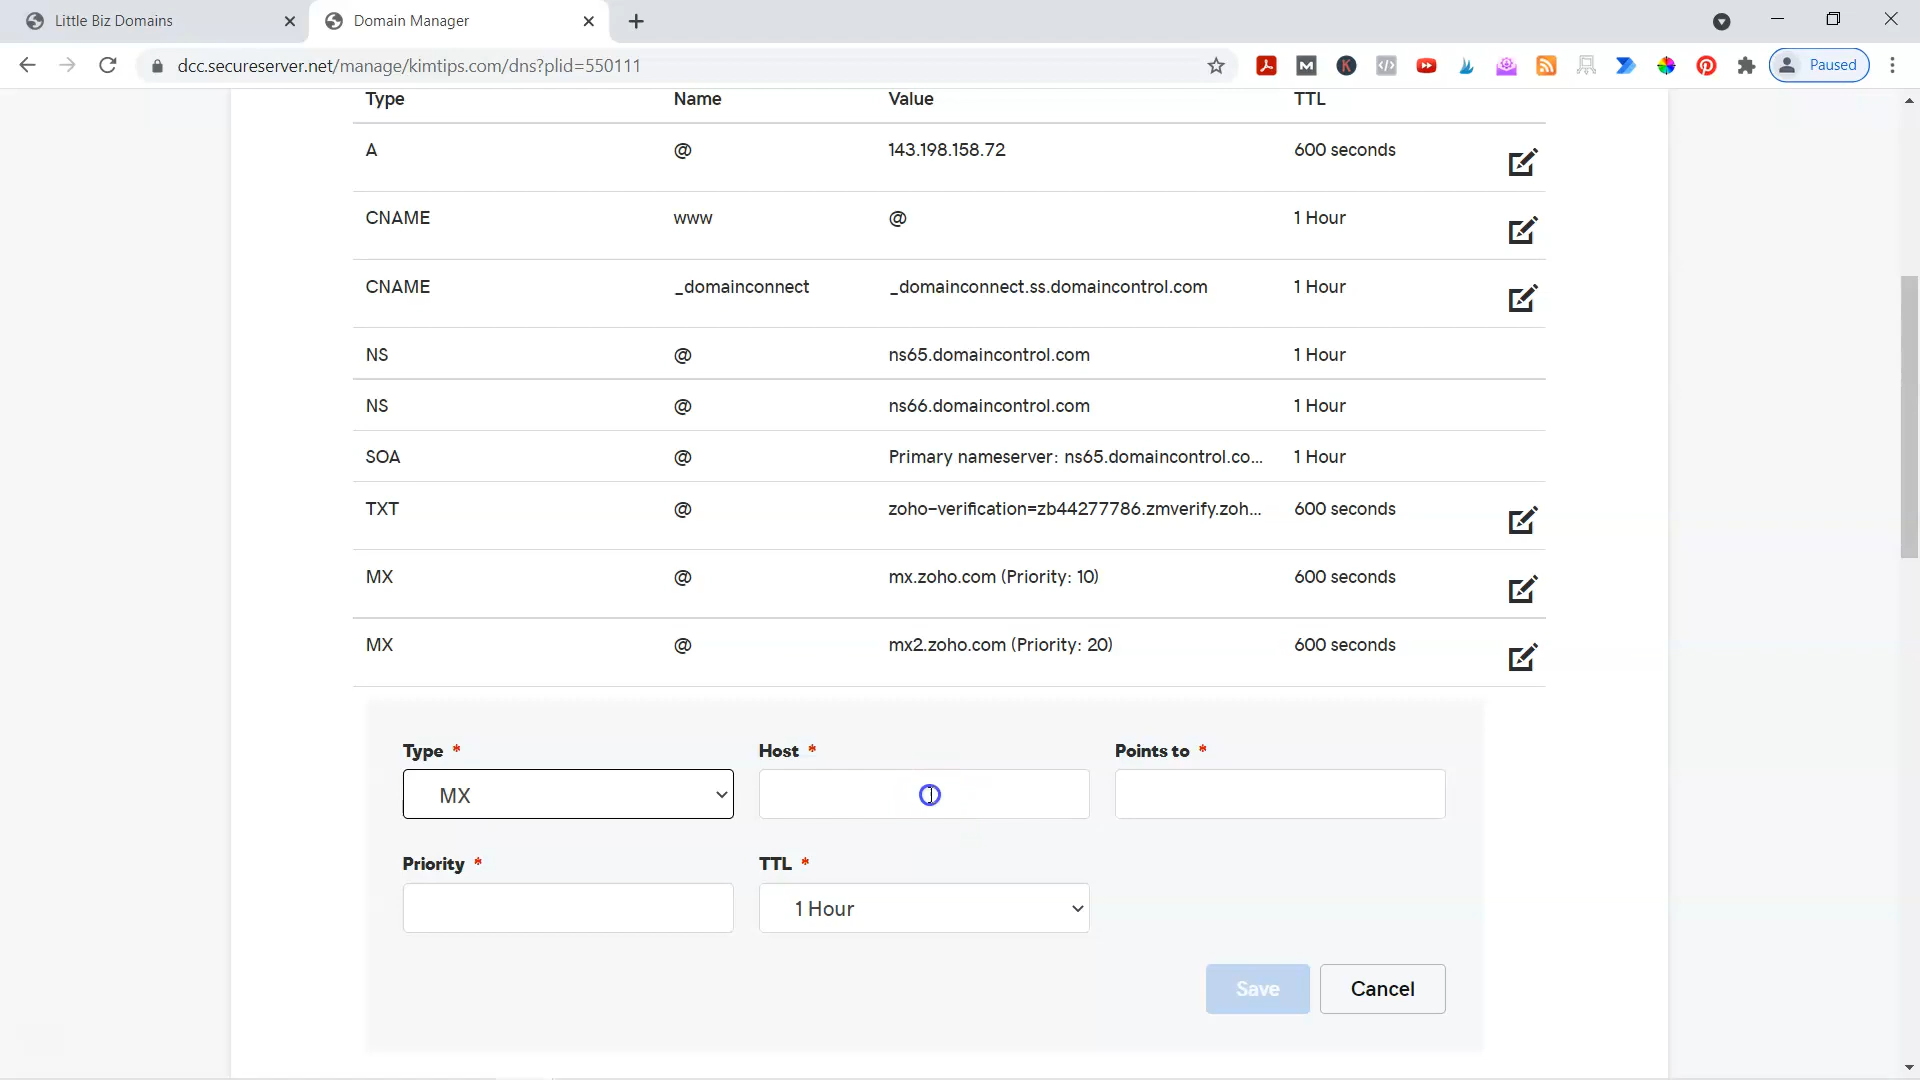 Little Biz Domains
Domain Manager
dcc.secureserver.net/manage/kimtips.com/dns?plid=550111
Paused
Type Name Value TTL
A @ 143.198.158.72 600 seconds
CNAME www @ 1 Hour
CNAME _domainconnect _domainconnect.ss.domaincontrol.com 1 Hour
NS @ ns65.domaincontrol.com 1 Hour
NS @ ns66.domaincontrol.com 1 Hour
SOA @ Primary nameserver: ns65.domaincontrol.co... 1 Hour
TXT @ zoho-verification=zb44277786.zmverify.zoh... 600 seconds
MX @ mx.zoho.com (Priority: 10) 600 seconds
MX @ mx2.zoho.com (Priority: 20) 600 seconds
Type * Host * Points to *
MX
Priority * TTL *
1 Hour
Save Cancel